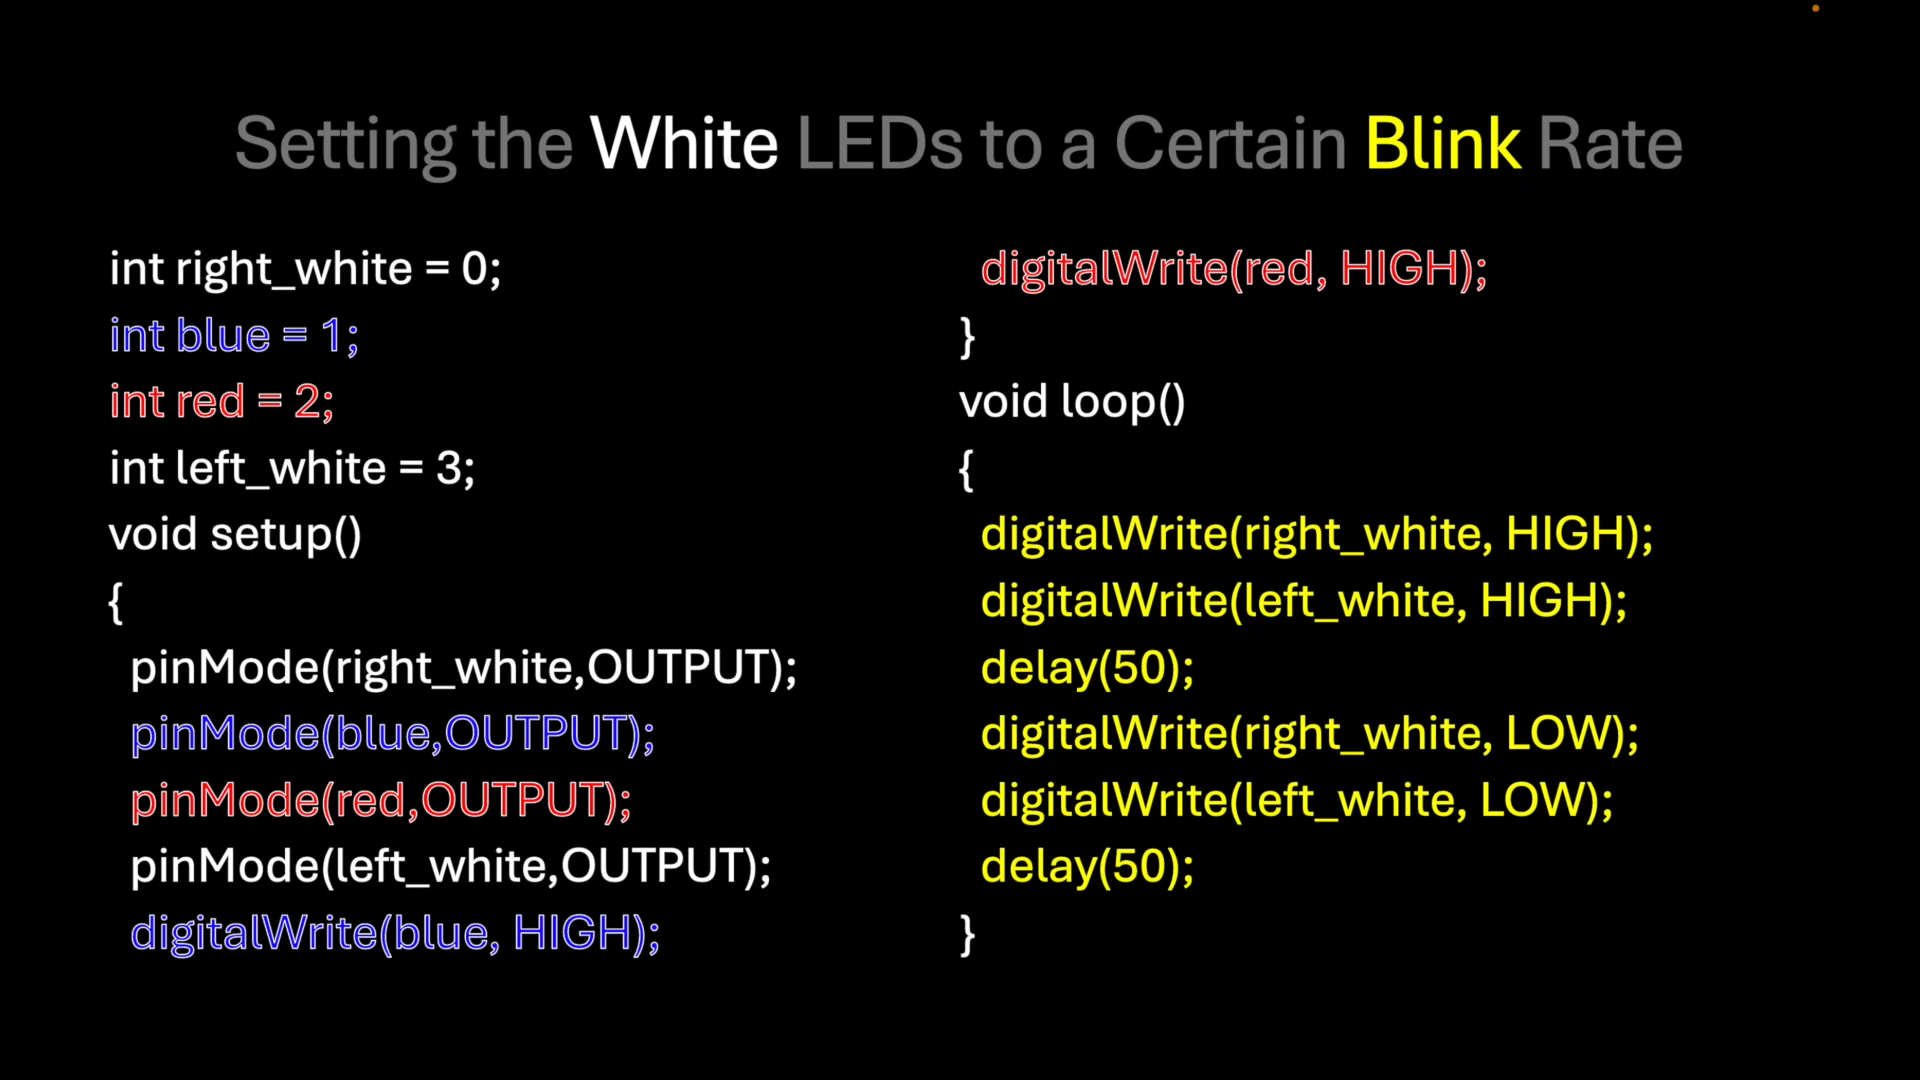 Setting the White LEDs to a Certain Blink Rate
int right_white = 0;
int blue = 1;
int red = 2;
int left_white = 3;
void setup()
{
pinMode(right_white,OUTPUT);
pinMode(blue,OUTPUT);
pinMode(red,OUTPUT);
pinMode(left_white,OUTPUT);
digitalWrite(blue, HIGH);
digitalWrite(red, HIGH);
}
void loop()
{
digitalWrite(right_white, HIGH);
digitalWrite(left_white, HIGH);
delay(50);
digitalWrite(right_white, LOW);
digitalWrite(left_white, LOW);
delay(50);
}